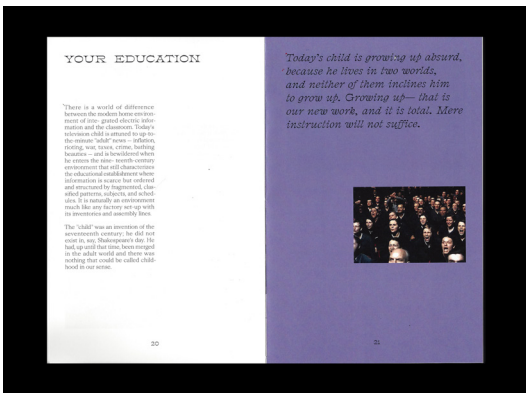 YOUR EDUCATION
There is a world of difference
between the modern home environ-
ment of inte- grated electric infor-
mation and the classroom. Today's
television child is attuned to up-to-
the-minute "adult" news – inflation,
rioting, war, taxes, crime, bathing
beauties – and is bewildered when
he enters the nine- teenth-century
environment that still characterizes
the educational establishment where
information is scarce but ordered
and structured by fragmented, clas-
sified patterns, subjects, and sched-
ules. It is naturally an environment
much like any factory set-up with
its inventories and assembly lines.
The "child" was an invention of the
seventeenth century; he did not
exist in, say, Shakespeare's day. He
had, up until that time, been merged
in the adult world and there was
nothing that could be called child-
hood in our sense.
20
Today's child is growing up absurd,
because he lives in two worlds,
and neither of them inclines him
to grow up. Growing up— that is
our new work, and it is total. Mere
instruction will not suffice.
21